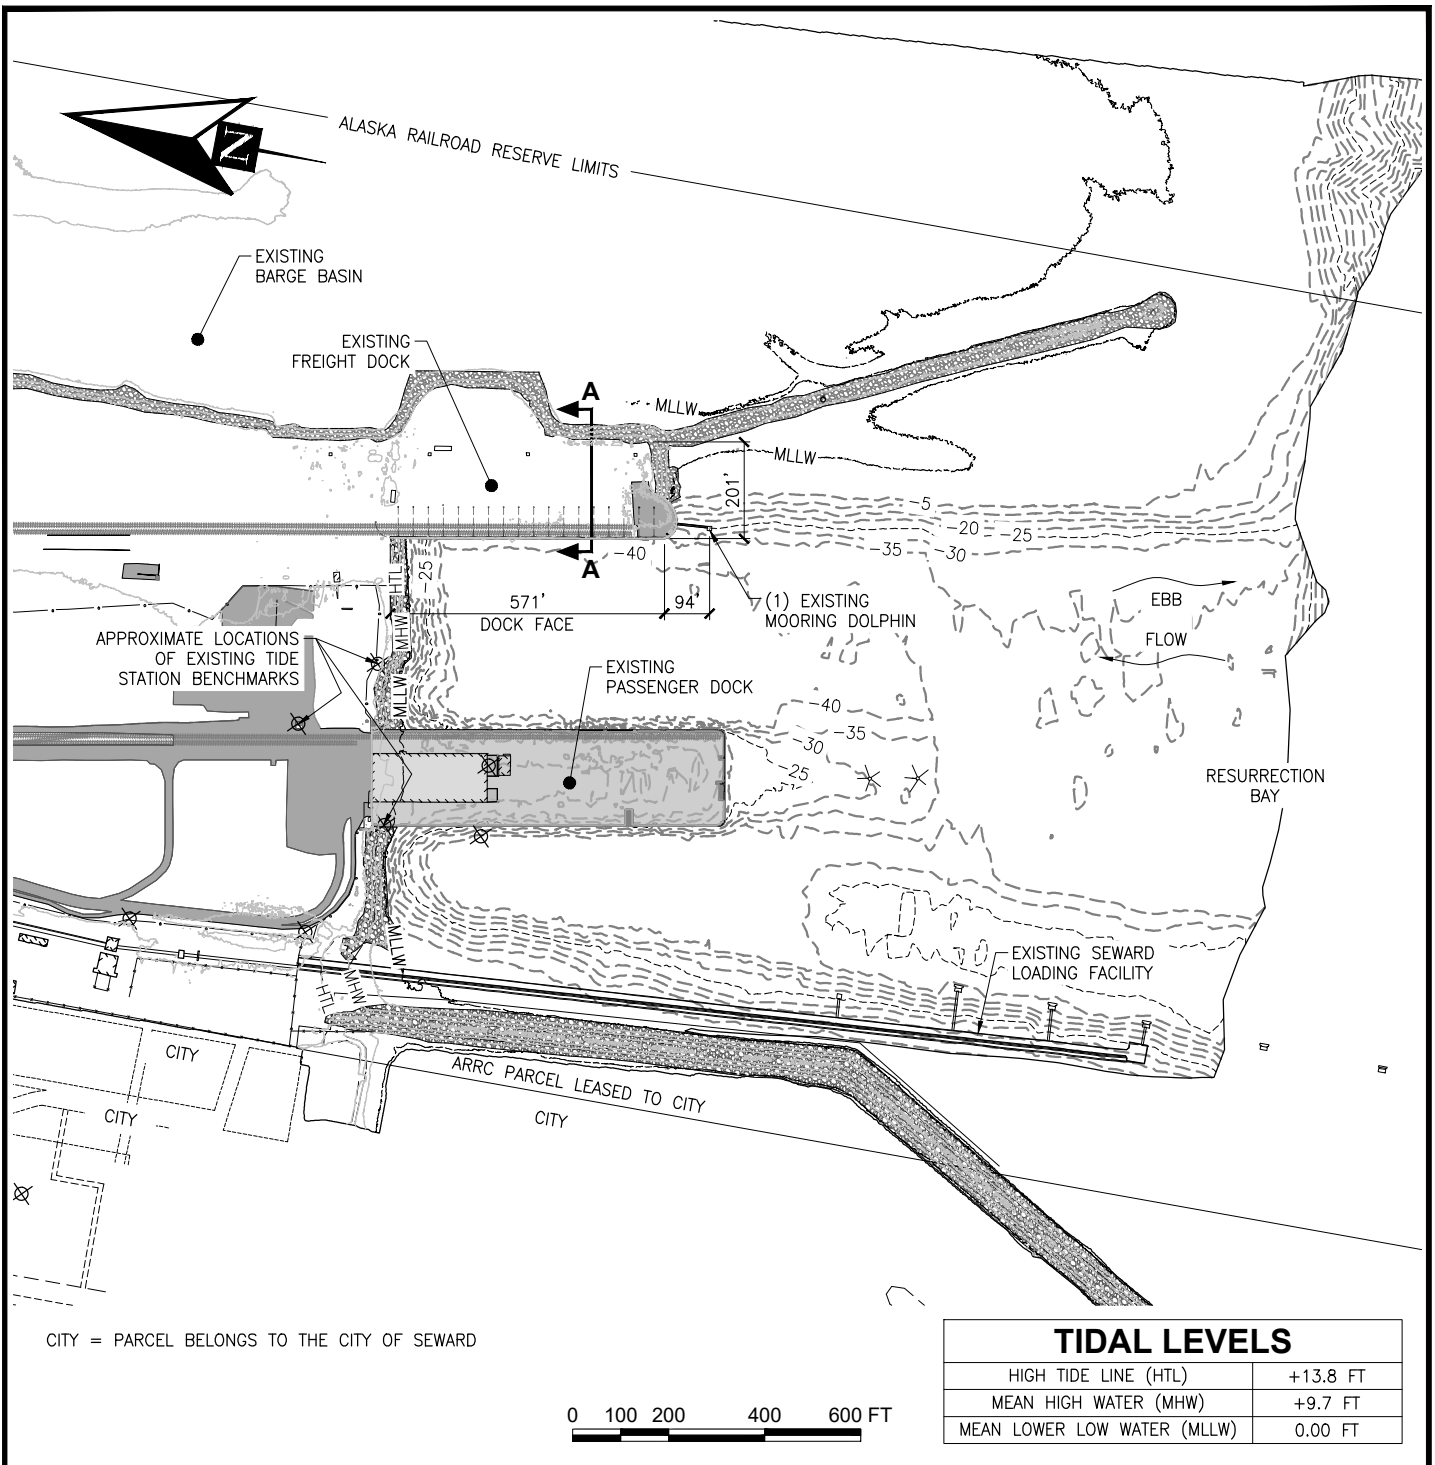 ALASKA RAILROAD RESERVE LIMITS
N
EXISTING
BARGE BASIN
EXISTING
FREIGHT DOCK
A
MLLW
MLLW
201'
-5
-20
-25
-35
-30
-40
A
HTL
-25
MHW
571'
DOCK FACE
94'
(1) EXISTING
MOORING DOLPHIN
EBB
FLOW
APPROXIMATE LOCATIONS
OF EXISTING TIDE
STATION BENCHMARKS
MLLW
EXISTING
PASSENGER DOCK
-40
-35
-30
-25
RESURRECTION
BAY
MLLW
MHW
HTL
EXISTING SEWARD
LOADING FACILITY
CITY
CITY
ARRC PARCEL LEASED TO CITY
CITY
CITY = PARCEL BELONGS TO THE CITY OF SEWARD
0 100 200 400 600 FT
TIDAL LEVELS
HIGH TIDE LINE (HTL) +13.8 FT
MEAN HIGH WATER (MHW) +9.7 FT
MEAN LOWER LOW WATER (MLLW) 0.00 FT